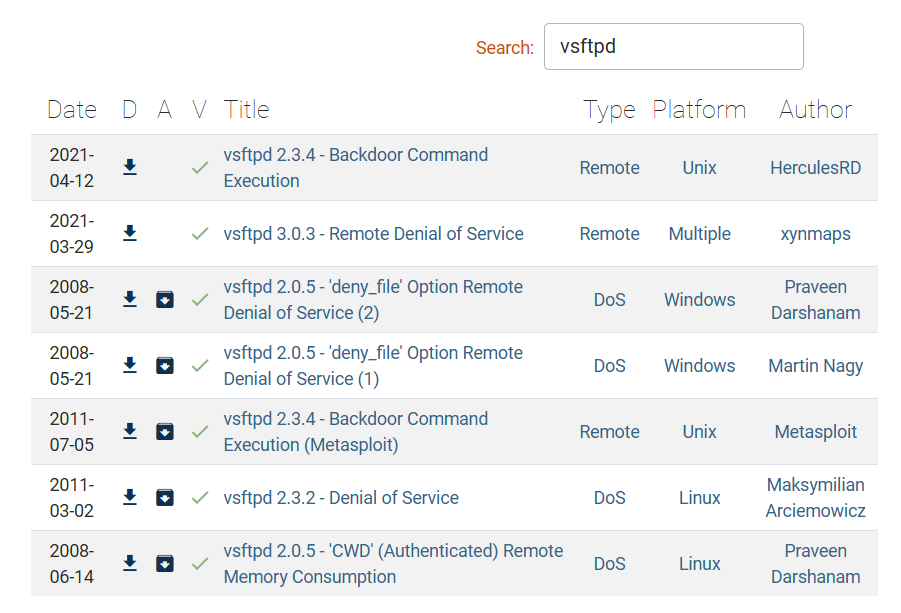 Search: vsftpd
Date D A V Title Type Platform Author
2021-
04-12
vsftpd 2.3.4 - Backdoor Command
Execution
Remote Unix HerculesRD
2021-
03-29
vsftpd 3.0.3 - Remote Denial of Service
Remote Multiple xynmaps
2008-
05-21
vsftpd 2.0.5 - 'deny_file' Option Remote
Denial of Service (2)
DoS Windows
Praveen
Darshanam
2008-
05-21
vsftpd 2.0.5 - 'deny_file' Option Remote
Denial of Service (1)
DoS Windows Martin Nagy
2011-
07-05
vsftpd 2.3.4 - Backdoor Command
Execution (Metasploit)
Remote Unix Metasploit
2011-
03-02
vsftpd 2.3.2 - Denial of Service
DoS Linux
Maksymilian
Arciemowicz
2008-
06-14
vsftpd 2.0.5 - 'CWD' (Authenticated) Remote
Memory Consumption
DoS Linux
Praveen
Darshanam